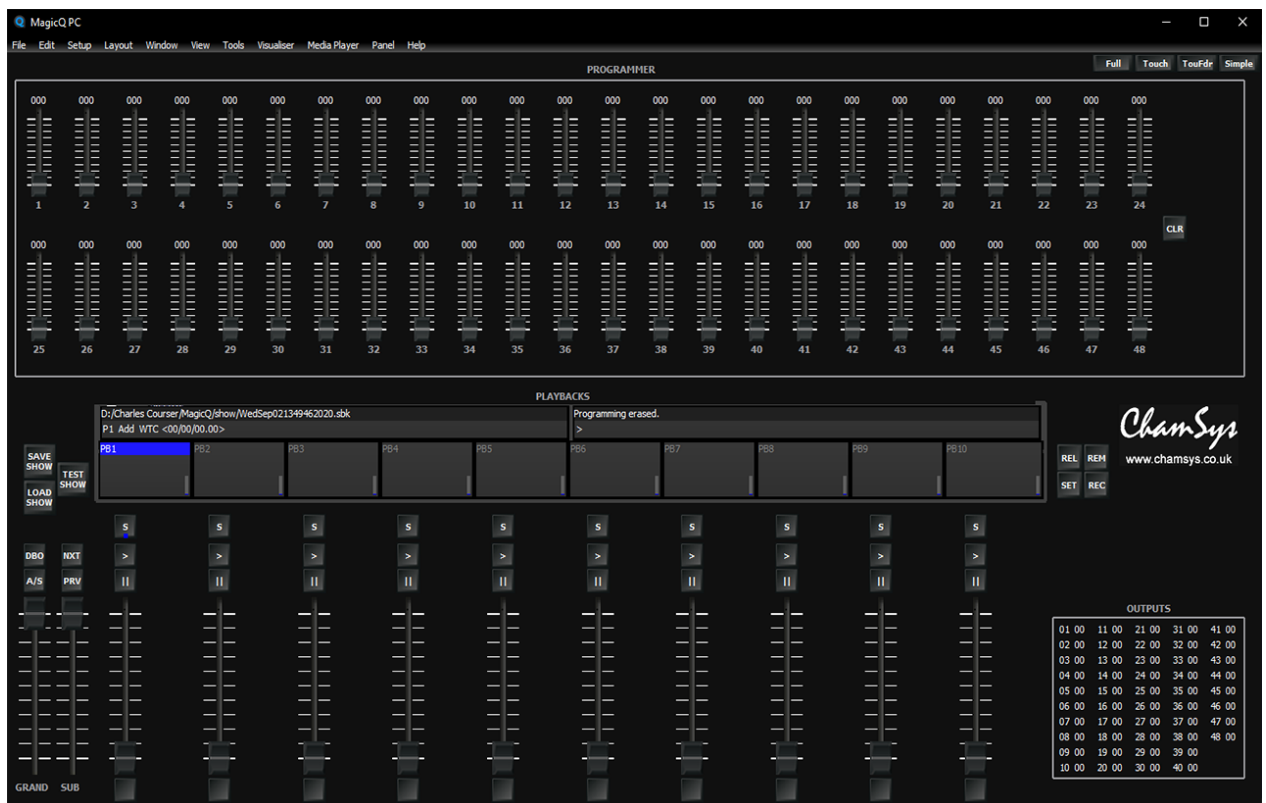 MagicQ PC
File Edit Setup Layout Window View Tools Visualiser Media Player Panel Help
PROGRAMMER
Full Touch TouFdr Simple
000 000 000 000 000 000 000 000 000 000 000 000 000 000 000 000 000 000 000 000 000 000 000 000
1 2 3 4 5 6 7 8 9 10 11 12 13 14 15 16 17 18 19 20 21 22 23 24
CLR
000 000 000 000 000 000 000 000 000 000 000 000 000 000 000 000 000 000 000 000 000 000 000 000
25 26 27 28 29 30 31 32 33 34 35 36 37 38 39 40 41 42 43 44 45 46 47 48
PLAYBACKS
D:/Charles Courser/MagicQ/show/WedSep021349462020.sbk Programming erased.
P1 Add WTC <00/00/00.00> >
PB1 PB2 PB3 PB4 PB5 PB6 PB7 PB8 PB9 PB10
SAVE SHOW
TEST SHOW
LOAD SHOW
REL REM
SET REC
ChamSys
www.chamsys.co.uk
S S S S S S S S S S
DBO NXT > > > > > > > > > >
A/S PRV || || || || || || || || || ||
OUTPUTS
01 00 11 00 21 00 31 00 41 00
02 00 12 00 22 00 32 00 42 00
03 00 13 00 23 00 33 00 43 00
04 00 14 00 24 00 34 00 44 00
05 00 15 00 25 00 35 00 45 00
06 00 16 00 26 00 36 00 46 00
07 00 17 00 27 00 37 00 47 00
08 00 18 00 28 00 38 00 48 00
09 00 19 00 29 00 39 00
10 00 20 00 30 00 40 00
GRAND SUB